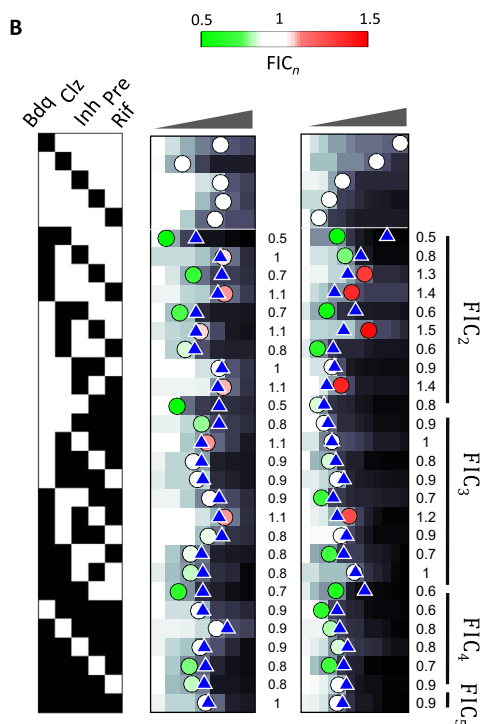 B
0.5
1.5
FICn
Bdq
Clz
Inh
Pre
Rif
0.5 0.5
1 0.8
0.7 1.3
1.1 1.4
0.7 0.6
1.1 1.5
0.8 0.6
1 0.9
1.1 1.4
0.5 0.8
0.8 0.9
1.1 1
0.9 0.8
0.9 0.9
0.9 0.7
1.1 1.2
0.8 0.9
0.8 0.7
0.8 1
0.7 0.6
0.9 0.6
0.9 0.8
0.9 0.8
0.8 0.7
0.8 0.9
1 0.9
FIC2
FIC3
FIC4
FIC5